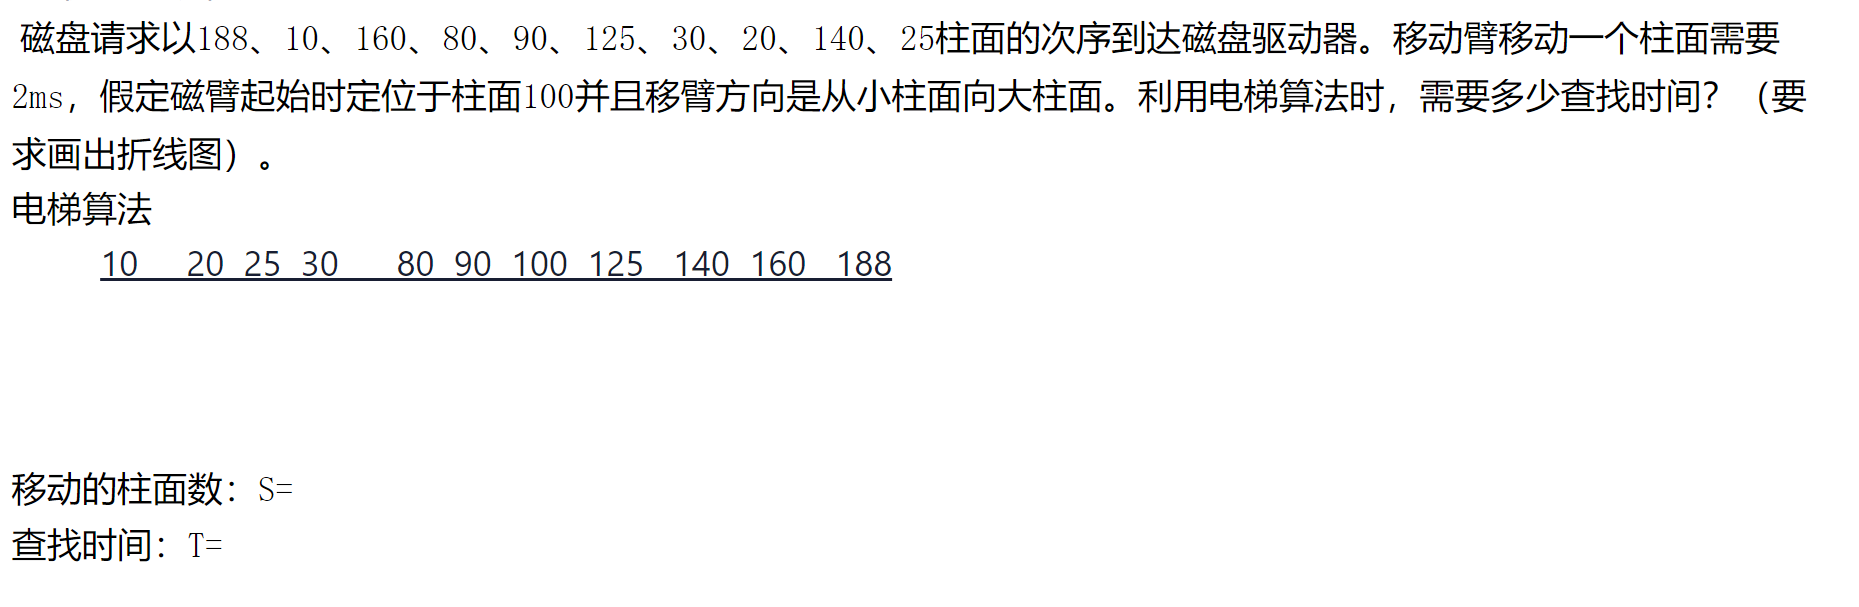 磁盘请求以188、10、160、80、90、125、30、20、140、25柱面的次序到达磁盘驱动器。移动臂移动一个柱面需要
2ms，假定磁臂起始时定位于柱面100并且移臂方向是从小柱面向大柱面。利用电梯算法时，需要多少查找时间？（要
求画出折线图）。
电梯算法
10 20 25 30 80 90 100 125 140 160 188
移动的柱面数：S=
查找时间：T=